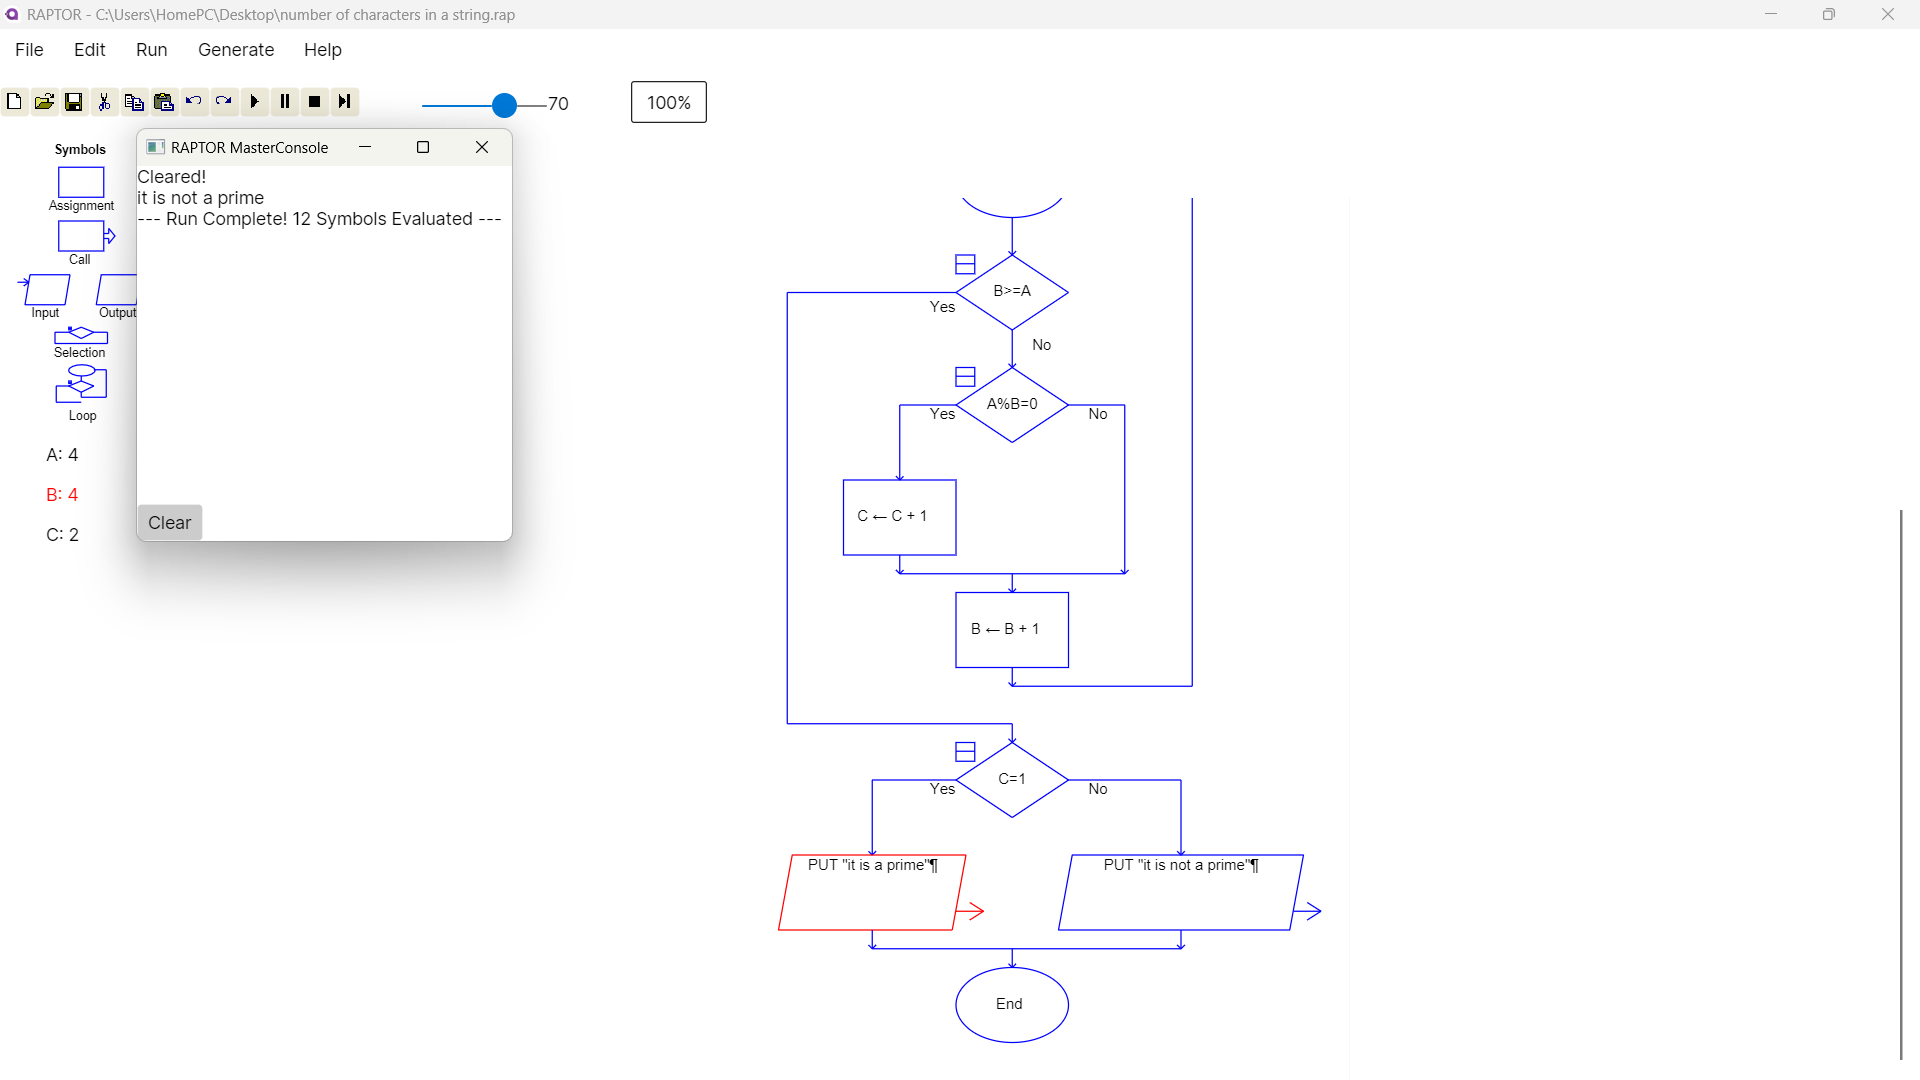 RAPTOR - C:\Users\HomePC\Desktop\number of characters in a string.rap
File Edit Run Generate Help
70
100%
Symbols
Assignment
Call
Input Output
Selection
Loop
A: 4
B: 4
C: 2
RAPTOR MasterConsole
Cleared!
it is not a prime
--- Run Complete! 12 Symbols Evaluated ---
Clear
B>=A
Yes
No
A%B=0
Yes
No
C ← C + 1
B ← B + 1
C=1
Yes
No
PUT "it is a prime"¶
PUT "it is not a prime"¶
End